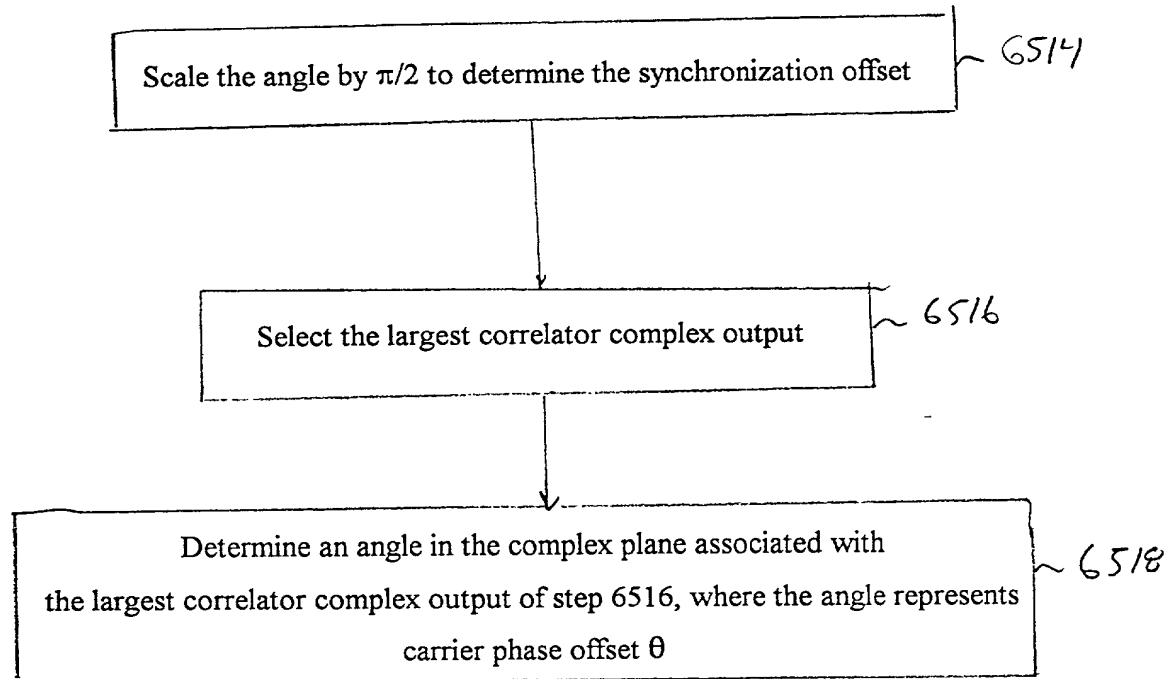 Scale the angle by π/2 to determine the synchronization offset
6514
Select the largest correlator complex output
6516
Determine an angle in the complex plane associated with
the largest correlator complex output of step 6516, where the angle represents
carrier phase offset θ
6518